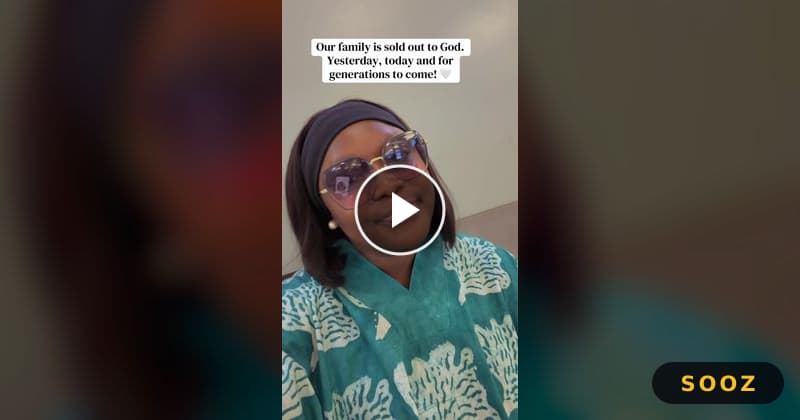 Our family is sold out to God.
Yesterday, today and for
generations to come! 🤍
SOOZ